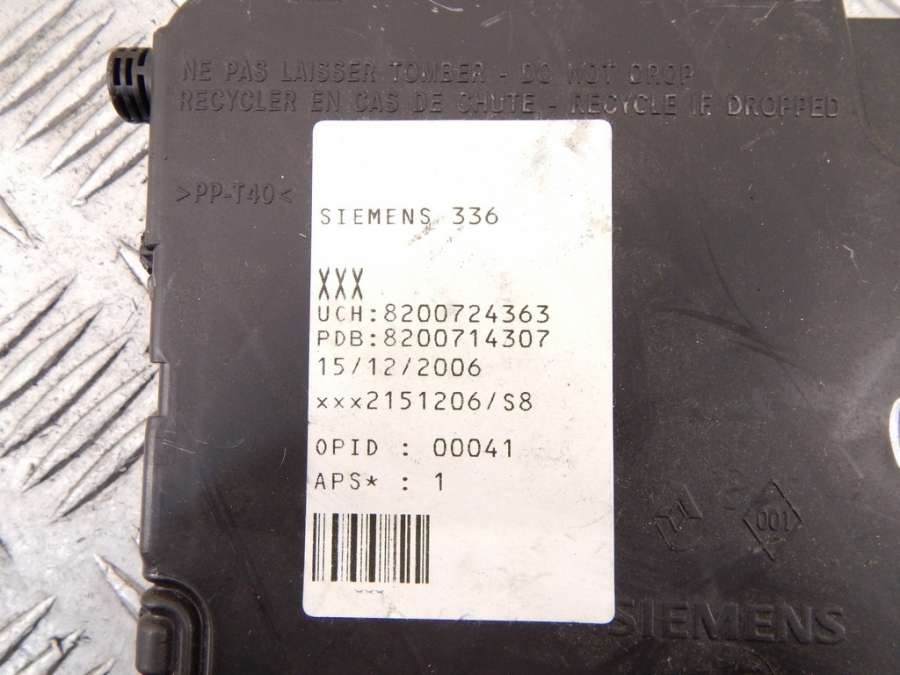 NE PAS LAISSER TOMBER - DO NOT DROP
RECYCLER EN CAS DE CHUTE - RECYCLE IF DROPPED
>PP-T40<
SIEMENS 336
XXX
UCH:8200724363
PDB:8200714307
15/12/2006
xxx2151206/S8
OPID : 00041
APS* : 1
001
SIEMENS